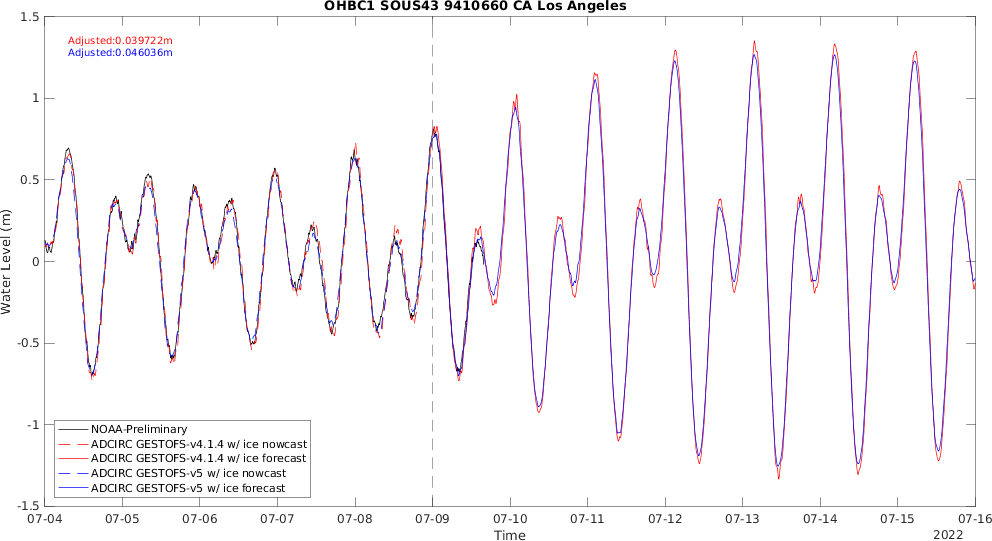 OHBC1 SOUS43 9410660 CA Los Angeles
1.5
Adjusted:0.039722m
Adjusted:0.046036m
1
0.5
0
-0.5
-1
-1.5
Water Level (m)
NOAA-Preliminary
ADCIRC GESTOFS-v4.1.4 w/ ice nowcast
ADCIRC GESTOFS-v4.1.4 w/ ice forecast
ADCIRC GESTOFS-v5 w/ ice nowcast
ADCIRC GESTOFS-v5 w/ ice forecast
07-04 07-05 07-06 07-07 07-08 07-09 07-10 07-11 07-12 07-13 07-14 07-15 07-16
Time
2022